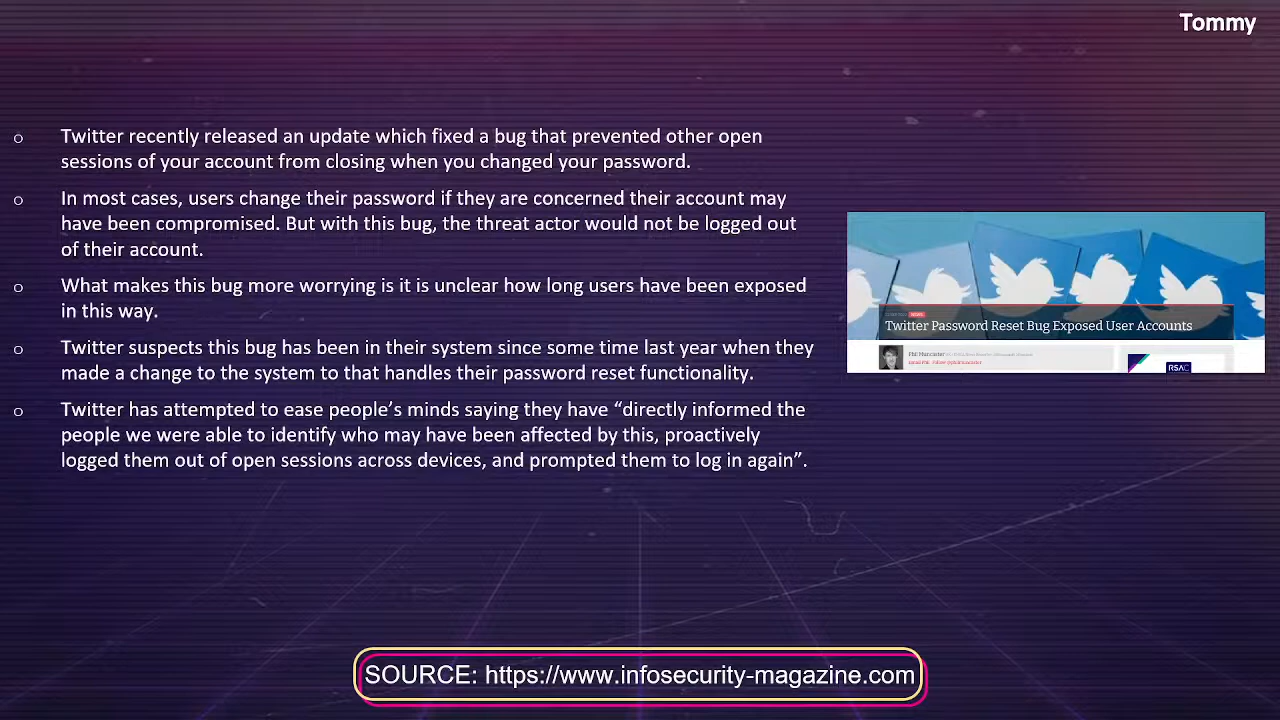 Tommy
o Twitter recently released an update which fixed a bug that prevented other open
sessions of your account from closing when you changed your password.
o In most cases, users change their password if they are concerned their account may
have been compromised. But with this bug, the threat actor would not be logged out
of their account.
o What makes this bug more worrying is it is unclear how long users have been exposed
in this way.
o Twitter suspects this bug has been in their system since some time last year when they
made a change to the system to that handles their password reset functionality.
o Twitter has attempted to ease people’s minds saying they have “directly informed the
people we were able to identify who may have been affected by this, proactively
logged them out of open sessions across devices, and prompted them to log in again”.
NEWS
Twitter Password Reset Bug Exposed User Accounts
Phil Muncaster
RSAC
SOURCE: https://www.infosecurity-magazine.com